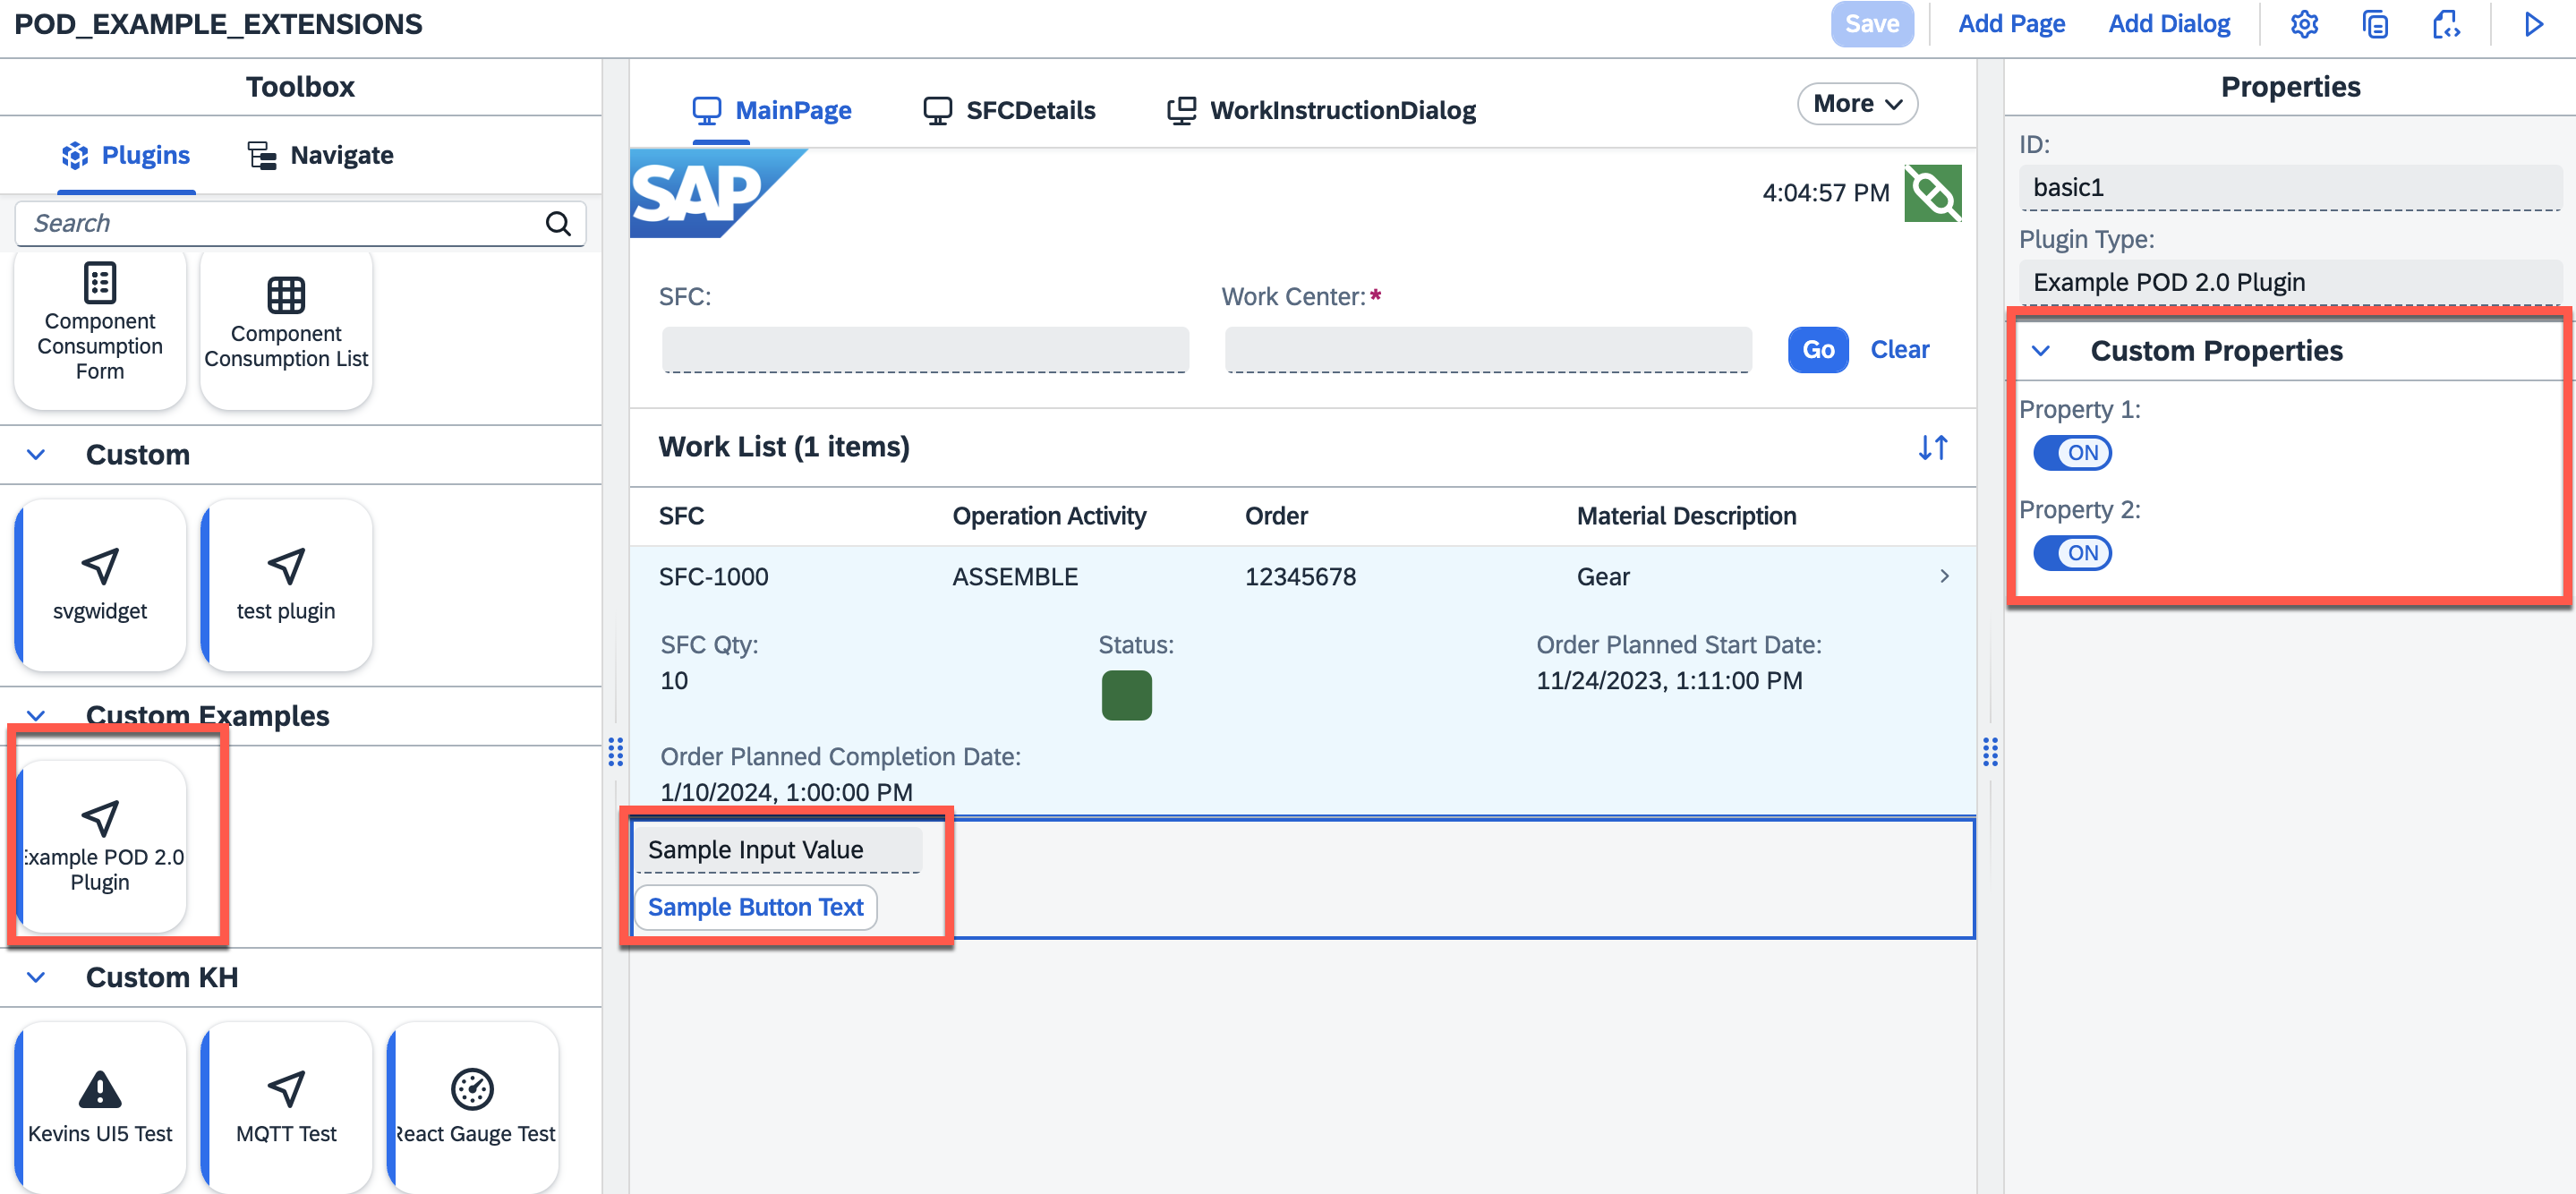 POD_EXAMPLE_EXTENSIONS
Save
Add Page
Add Dialog
Toolbox
Plugins
Navigate
Search
Component
Consumption
Form
Component
Consumption List
Custom
svgwidget
test plugin
Custom Examples
Example POD 2.0
Plugin
Custom KH
Kevins UI5 Test
MQTT Test
React Gauge Test
MainPage
SFCDetails
WorkInstructionDialog
More
SAP
4:04:57 PM
SFC:
Work Center:*
Go
Clear
Work List (1 items)
SFC
Operation Activity
Order
Material Description
SFC-1000
ASSEMBLE
12345678
Gear
SFC Qty:
10
Status:
Order Planned Start Date:
11/24/2023, 1:11:00 PM
Order Planned Completion Date:
1/10/2024, 1:00:00 PM
Sample Input Value
Sample Button Text
Properties
ID:
basic1
Plugin Type:
Example POD 2.0 Plugin
Custom Properties
Property 1:
ON
Property 2:
ON